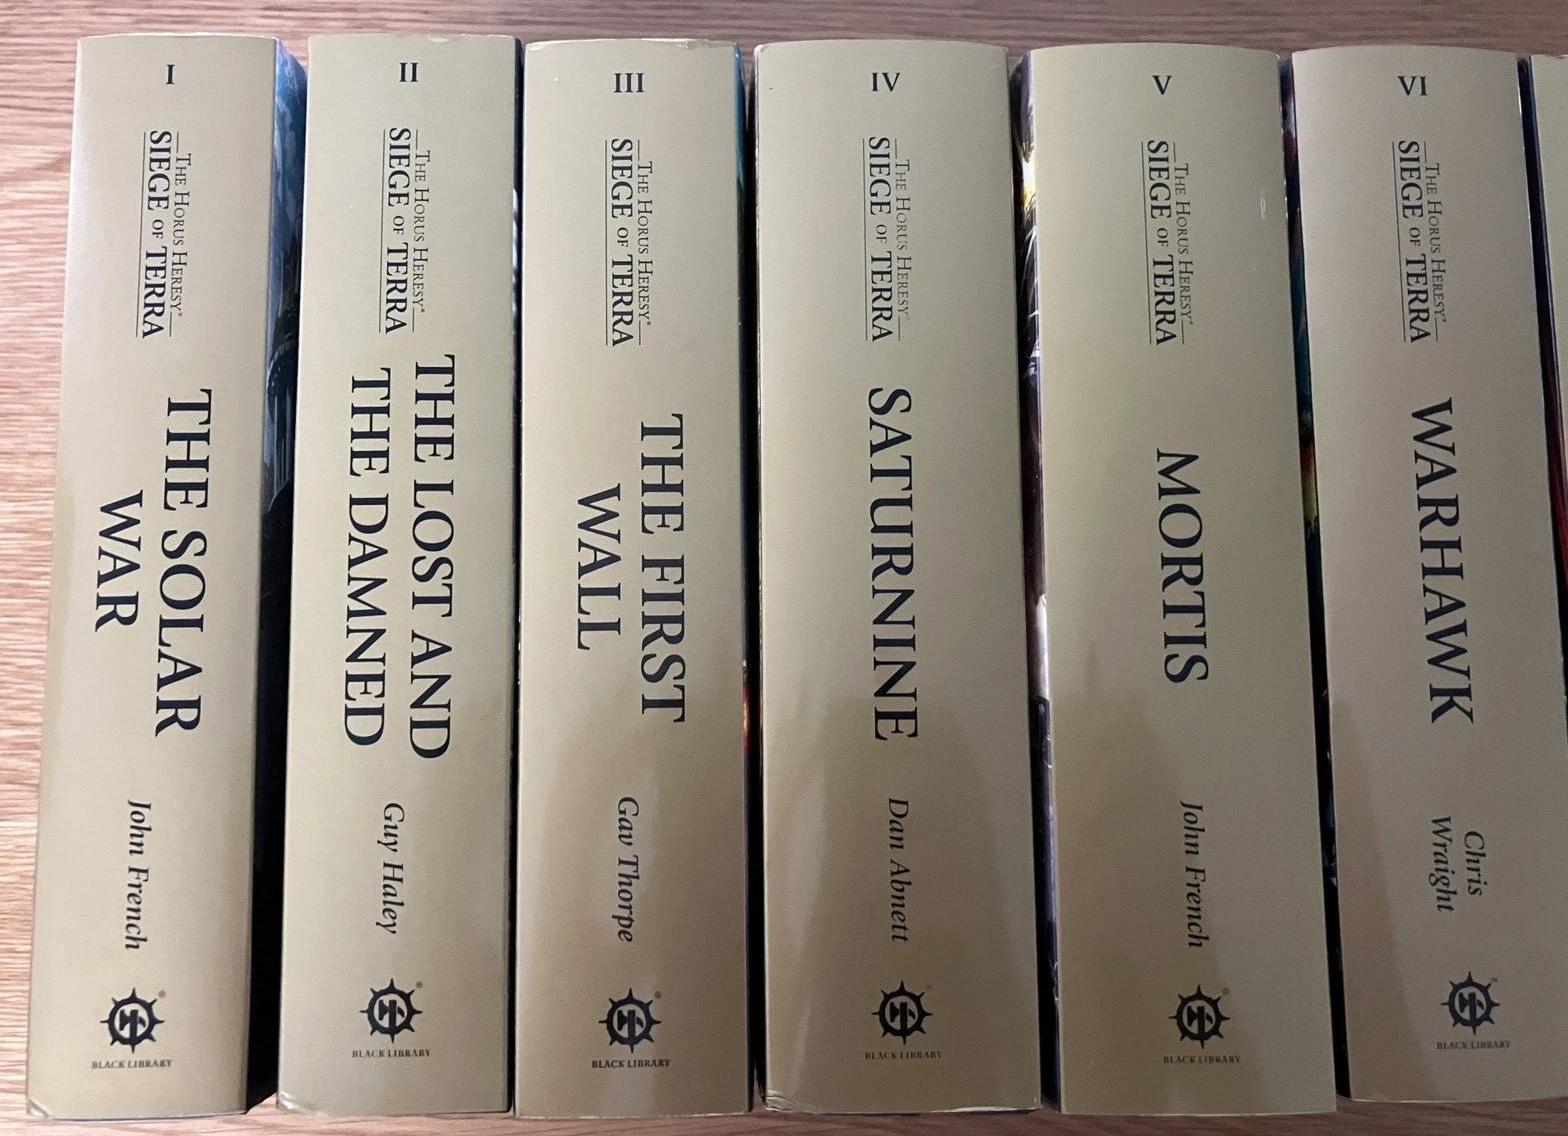 I
THE HORUS HERESY®
SIEGE OF TERRA
THE SOLAR
WAR
John French
BLACK LIBRARY
II
THE HORUS HERESY®
SIEGE OF TERRA
THE LOST AND
THE DAMNED
Guy Haley
BLACK LIBRARY
III
THE HORUS HERESY®
SIEGE OF TERRA
THE FIRST
WALL
Gav Thorpe
BLACK LIBRARY
IV
THE HORUS HERESY®
SIEGE OF TERRA
SATURNINE
Dan Abnett
BLACK LIBRARY
V
THE HORUS HERESY®
SIEGE OF TERRA
MORTIS
John French
BLACK LIBRARY
VI
THE HORUS HERESY®
SIEGE OF TERRA
WARHAWK
Chris
Wraight
BLACK LIBRARY